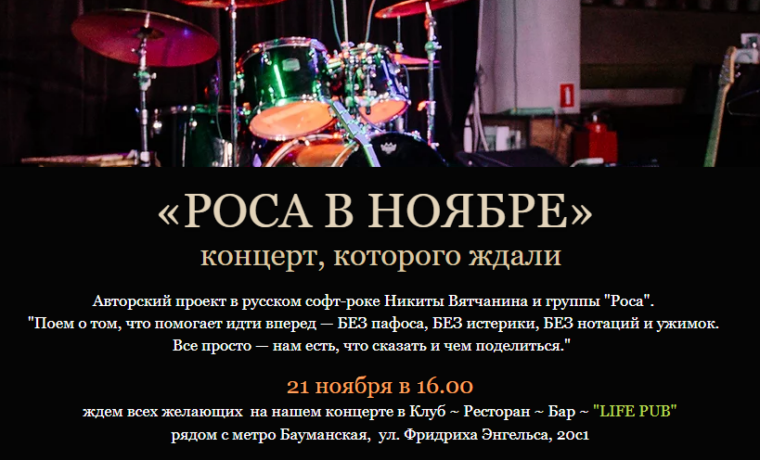 «РОСА В НОЯБРЕ»
концерт, которого ждали
Авторский проект в русском софт-роке Никиты Вятчанина и группы "Роса".
"Поем о том, что помогает идти вперед — БЕЗ пафоса, БЕЗ истерики, БЕЗ нотаций и ужимок.
Все просто — нам есть, что сказать и чем поделиться."
21 ноября в 16.00
ждем всех желающих на нашем концерте в Клуб ~ Ресторан ~ Бар ~ "LIFE PUB"
рядом с метро Бауманская, ул. Фридриха Энгельса, 20с1